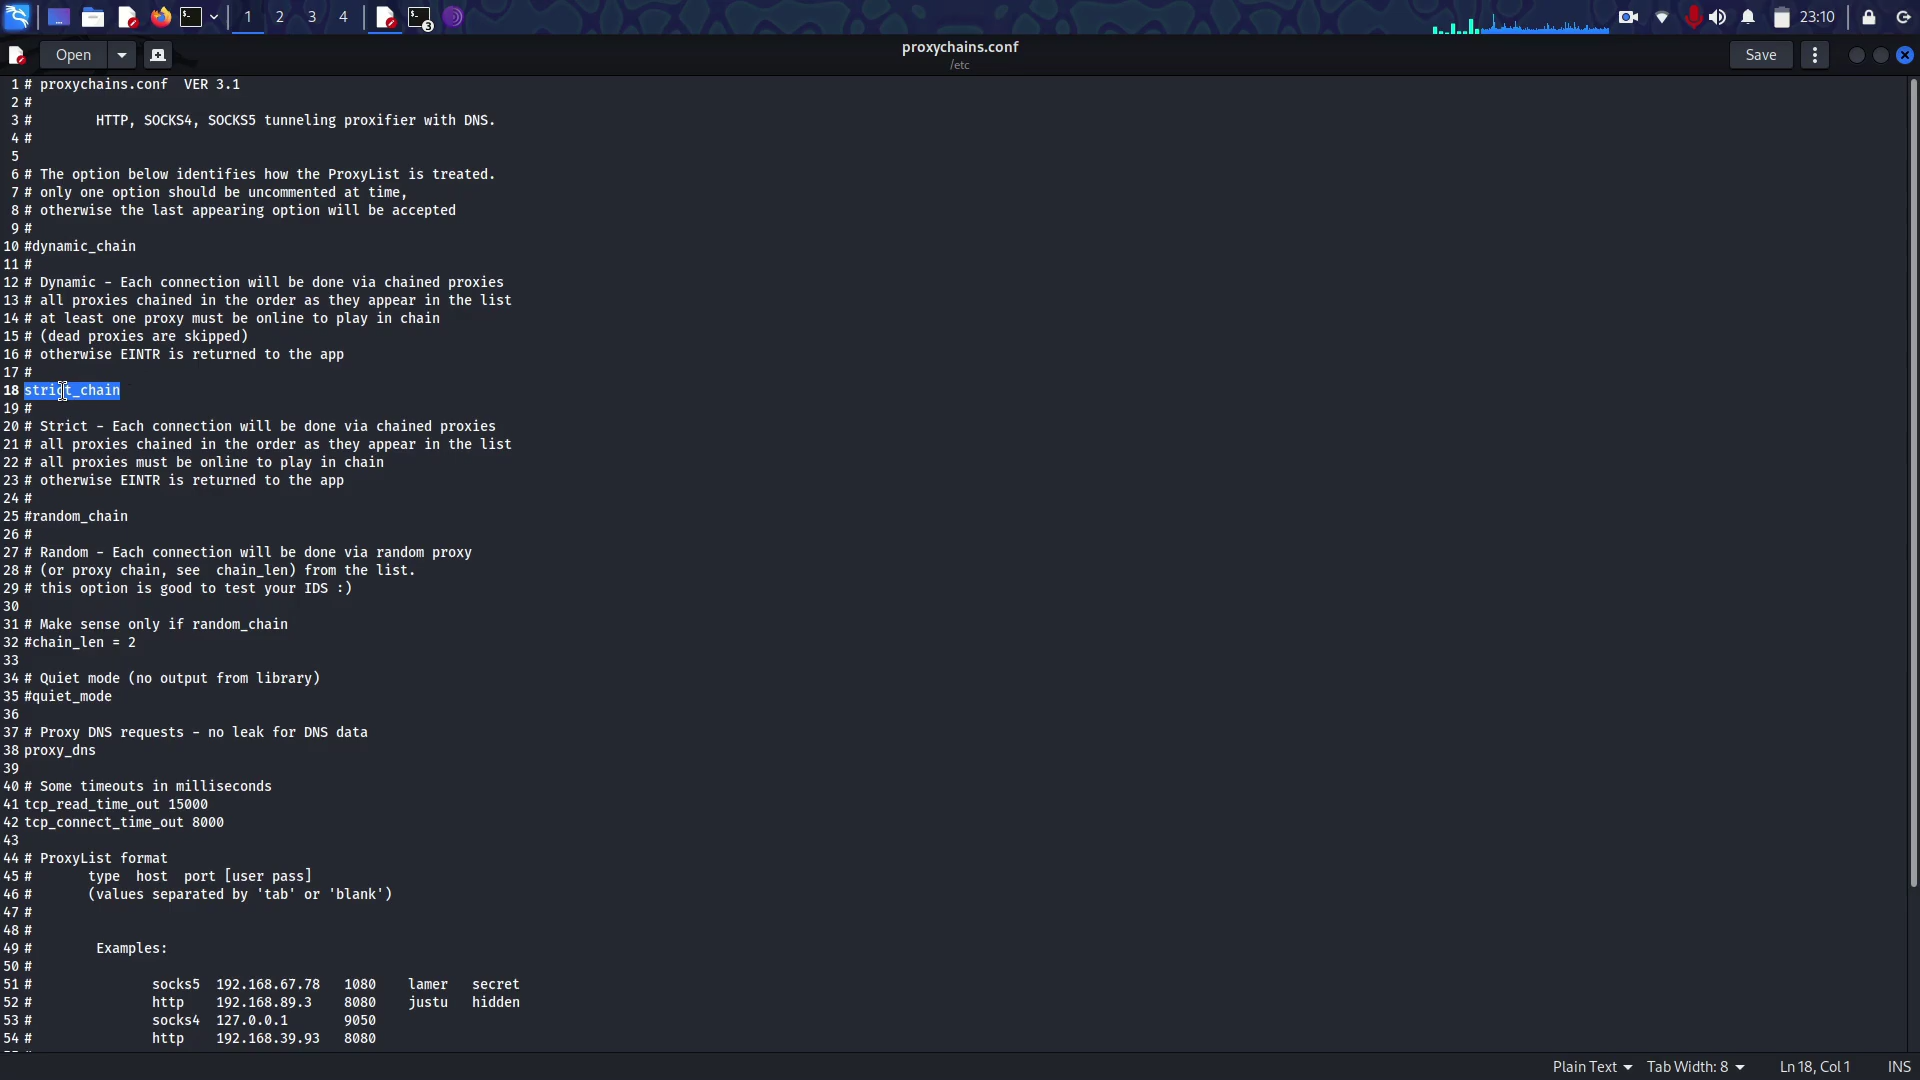 1 2 3 4 3 23:10
Open proxychains.conf Save
/etc
1 # proxychains.conf  VER 3.1
2 #
3 #        HTTP, SOCKS4, SOCKS5 tunneling proxifier with DNS.
4 #
5
6 # The option below identifies how the ProxyList is treated.
7 # only one option should be uncommented at time,
8 # otherwise the last appearing option will be accepted
9 #
10 #dynamic_chain
11 #
12 # Dynamic - Each connection will be done via chained proxies
13 # all proxies chained in the order as they appear in the list
14 # at least one proxy must be online to play in chain
15 # (dead proxies are skipped)
16 # otherwise EINTR is returned to the app
17 #
18 strict_chain
19 #
20 # Strict - Each connection will be done via chained proxies
21 # all proxies chained in the order as they appear in the list
22 # all proxies must be online to play in chain
23 # otherwise EINTR is returned to the app
24 #
25 #random_chain
26 #
27 # Random - Each connection will be done via random proxy
28 # (or proxy chain, see  chain_len) from the list.
29 # this option is good to test your IDS :)
30
31 # Make sense only if random_chain
32 #chain_len = 2
33
34 # Quiet mode (no output from library)
35 #quiet_mode
36
37 # Proxy DNS requests - no leak for DNS data
38 proxy_dns
39
40 # Some timeouts in milliseconds
41 tcp_read_time_out 15000
42 tcp_connect_time_out 8000
43
44 # ProxyList format
45 #       type  host  port [user pass]
46 #       (values separated by 'tab' or 'blank')
47 #
48 #
49 #        Examples:
50 #
51 #               socks5  192.168.67.78   1080    lamer   secret
52 #               http    192.168.89.3    8080    justu   hidden
53 #               socks4  127.0.0.1       9050
54 #               http    192.168.39.93   8080
Plain Text Tab Width: 8 Ln 18, Col 1 INS